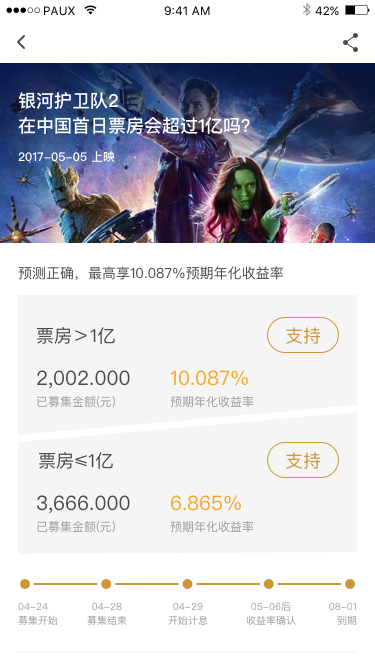 PAUX
9:41 AM
42%
银河护卫队2
在中国首日票房会超过1亿吗?
2017-05-05 上映
预测正确，最高享10.087%预期年化收益率
票房＞1亿
支持
2,002.000
10.087%
已募集金额(元)
预期年化收益率
票房≤1亿
支持
3,666.000
6.865%
已募集金额(元)
预期年化收益率
04-24
04-28
04-29
05-06后
08-01
募集开始
募集结束
开始计息
收益率确认
到期